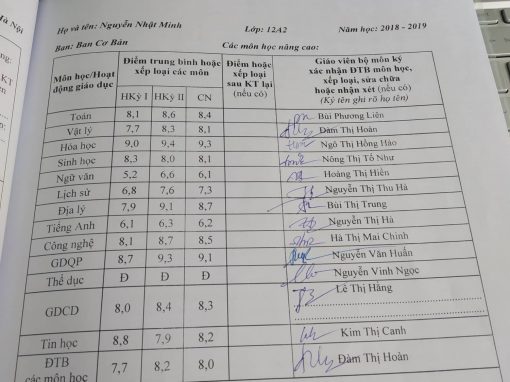 Hà Nội
Họ và tên: Nguyễn Nhật Minh Lớp: 12A2 Năm học: 2018 - 2019
Ban: Ban Cơ Bản Các môn học nâng cao:
Môn học/Hoạt động giáo dục
Điểm trung bình hoặc xếp loại các môn
HKỳ I HKỳ II CN
Điểm hoặc xếp loại sau KT lại (nếu có)
Giáo viên bộ môn ký xác nhận ĐTB môn học, xếp loại, sửa chữa hoặc nhận xét (nếu có)
(Ký tên ghi rõ họ tên)
Toán 8,1 8,6 8,4 Bùi Phương Liên
Vật lý 7,7 8,3 8,1 Đàm Thị Hoàn
Hóa học 9,0 9,4 9,3 Ngô Thị Hồng Hảo
Sinh học 8,3 8,0 8,1 Nông Thị Tố Như
Ngữ văn 5,2 6,6 6,1 Hoàng Thị Hiền
Lịch sử 6,8 7,6 7,3 Nguyễn Thị Thu Hà
Địa lý 7,9 9,1 8,7 Bùi Thị Trung
Tiếng Anh 6,1 6,3 6,2 Nguyễn Thị Hà
Công nghệ 8,1 8,7 8,5 Hà Thị Mai Chinh
GDQP 8,7 9,3 9,1 Nguyễn Văn Huấn
Thể dục Đ Đ Đ Nguyễn Vinh Ngọc
GDCD 8,0 8,4 8,3 Lê Thị Hằng
Tin học 8,8 7,9 8,2 Kim Thị Canh
ĐTB các môn học 7,7 8,2 8,0 Đàm Thị Hoàn